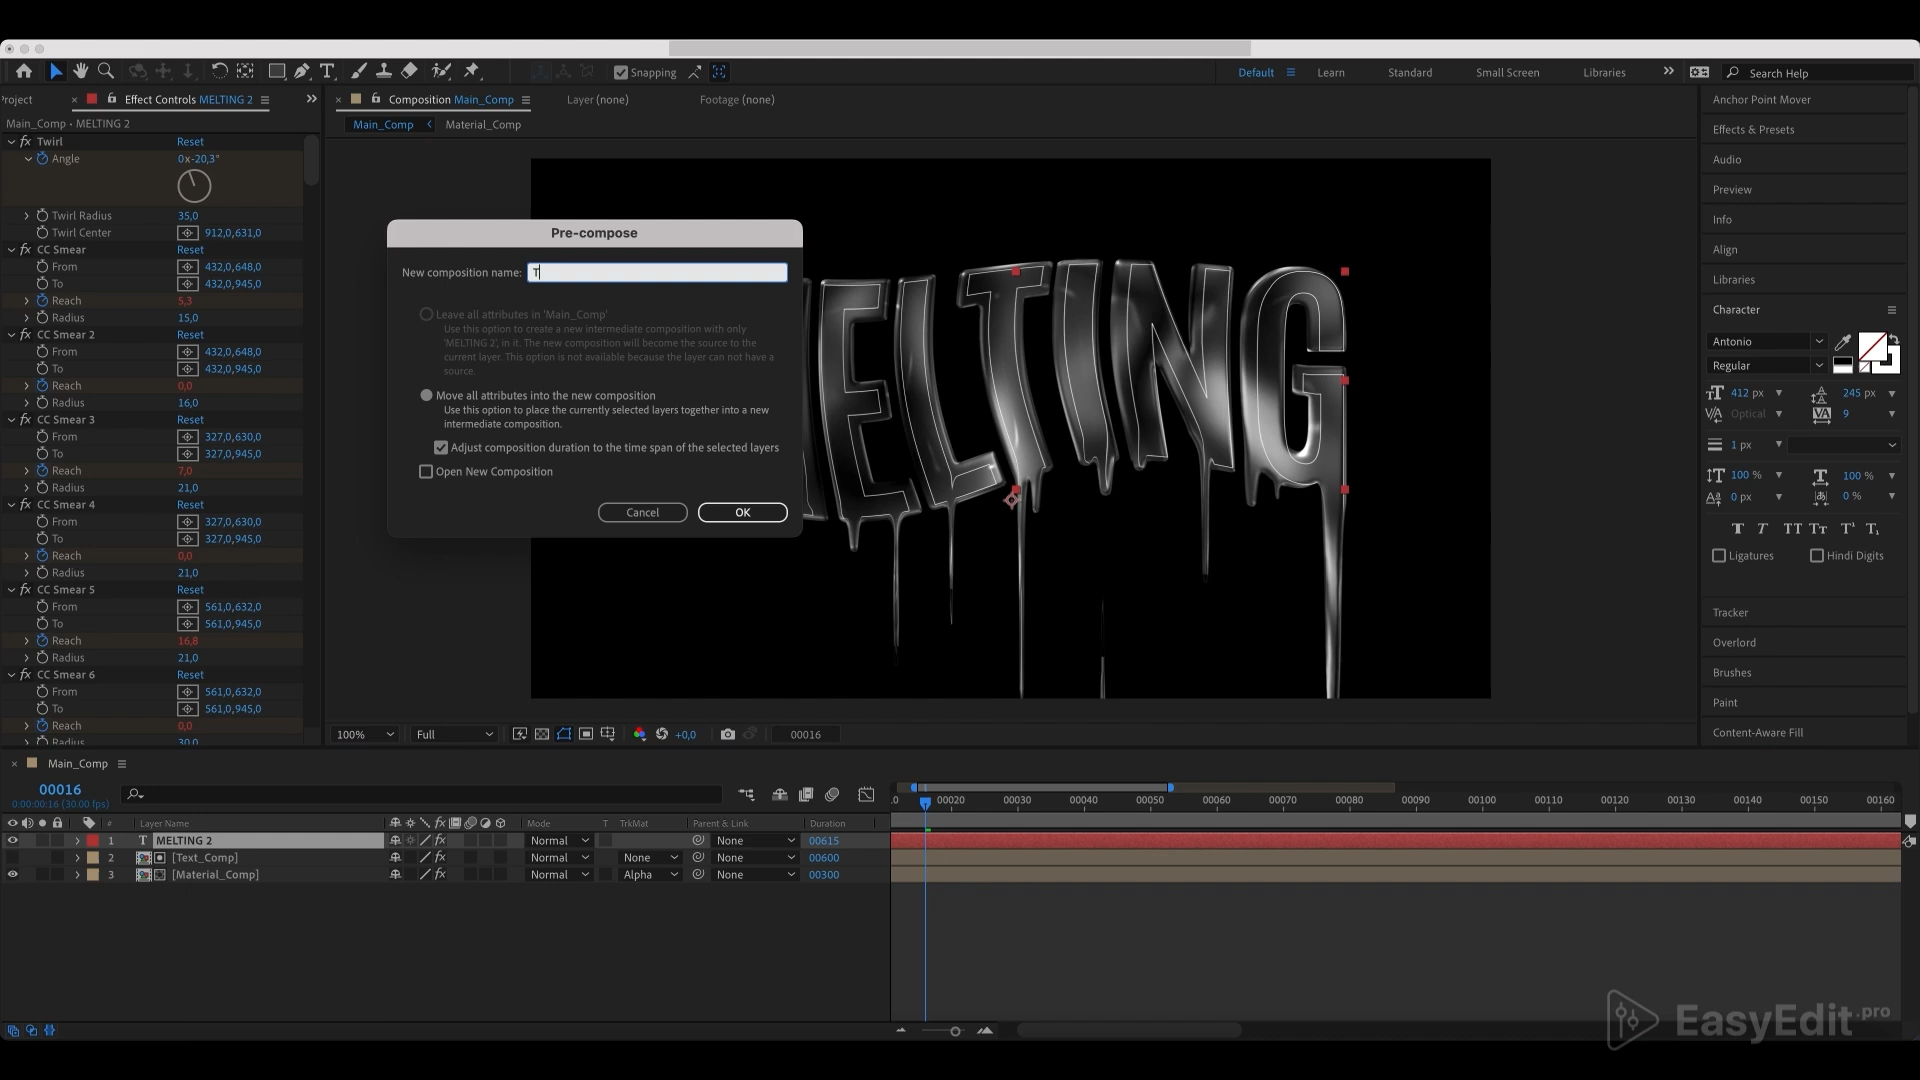 Snapping
Default
Learn
Standard
Small Screen
Libraries
Search Help
Project
Effect Controls MELTING 2
Composition Main_Comp
Layer (none)
Footage (none)
Main_Comp • MELTING 2
Main_Comp
Material_Comp
Twirl Reset
Angle 0x-20,3°
Twirl Radius 35,0
Twirl Center 912,0,631,0
CC Smear Reset
From 432,0,648,0
To 432,0,945,0
Reach 5,3
Radius 15,0
CC Smear 2 Reset
From 432,0,648,0
To 432,0,945,0
Reach 0,0
Radius 16,0
CC Smear 3 Reset
From 327,0,630,0
To 327,0,945,0
Reach 7,0
Radius 21,0
CC Smear 4 Reset
From 327,0,630,0
To 327,0,945,0
Reach 0,0
Radius 21,0
CC Smear 5 Reset
From 561,0,632,0
To 561,0,945,0
Reach 16,8
Radius 21,0
CC Smear 6 Reset
From 561,0,632,0
To 561,0,945,0
Reach 0,0
Radius 30,0
Pre-compose
New composition name: T
Leave all attributes in 'Main_Comp'
Use this option to create a new intermediate composition with only
'MELTING 2', in it. The new composition will become the source to the
current layer. This option is not available because the layer can not have a
source.
Move all attributes into the new composition
Use this option to place the currently selected layers together into a new
intermediate composition.
Adjust composition duration to the time span of the selected layers
Open New Composition
Cancel OK
ELTING
100% Full +0,0 00016
Anchor Point Mover
Effects & Presets
Audio
Preview
Info
Align
Libraries
Character
Antonio
Regular
412 px 245 px
Optical 9
1 px
100 % 100 %
0 px 0 %
T T TT TT T¹ T₁
Ligatures Hindi Digits
Tracker
Overlord
Brushes
Paint
Content-Aware Fill
Main_Comp
00016
0:00:00:16 (30.00 fps)
00020 00030 00040 00050 00060 00070 00080 00090 00100 00110 00120 00130 00140 00150 00160
# Layer Name Mode T TrkMat Parent & Link Duration
1 T MELTING 2 Normal None 00615
2 [Text_Comp] Normal None None 00600
3 [Material_Comp] Normal Alpha None 00300
EasyEdit.pro